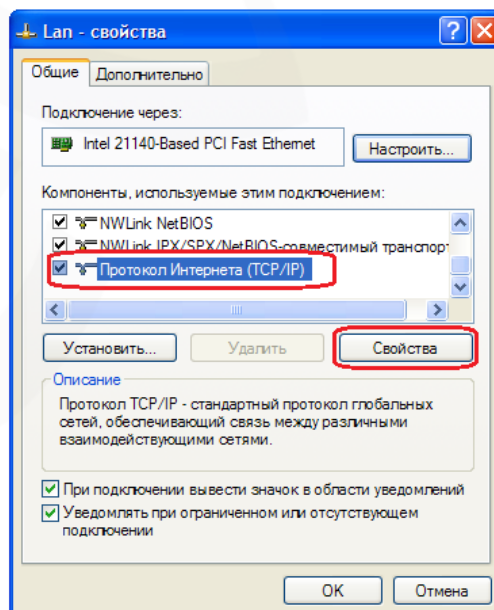 Lan - свойства
Общие
Дополнительно
Подключение через:
Intel 21140-Based PCI Fast Ethernet
Настроить...
Компоненты, используемые этим подключением:
NWLink NetBIOS
NWLink IPX/SPX/NetBIOS-совместимый транспорт
Протокол Интернета (TCP/IP)
Установить...
Удалить
Свойства
Описание
Протокол TCP/IP - стандартный протокол глобальных
сетей, обеспечивающий связь между различными
взаимодействующими сетями.
При подключении вывести значок в области уведомлений
Уведомлять при ограниченном или отсутствующем
подключении
OK
Отмена